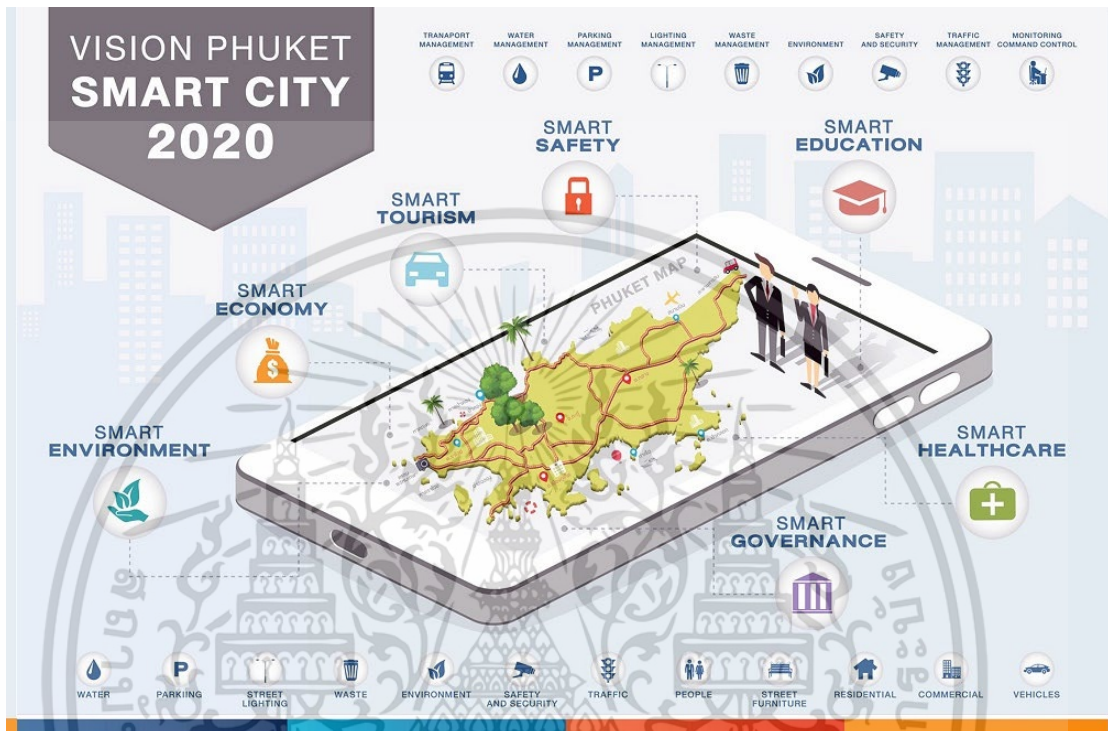 VISION PHUKET
SMART CITY
2020
TRANAPORT
MANAGEMENT
WATER
MANAGEMENT
PARKING
MANAGEMENT
LIGHTING
MANAGEMENT
WASTE
MANAGEMENT
ENVIRONMENT
SAFETY
AND SECURITY
TRAFFIC
MANAGEMENT
MONITORING
COMMAND CONTROL
P
SMART
SAFETY
SMART
EDUCATION
SMART
TOURISM
SMART
ECONOMY
$
PHUKET MAP
SMART
ENVIRONMENT
SMART
HEALTHCARE
SMART
GOVERNANCE
P
WATER
PARKIING
STREET
LIGHTING
WASTE
ENVIRONMENT
SAFETY
AND SECURITY
TRAFFIC
PEOPLE
STREET
FURNITURE
RESIDENTIAL
COMMERCIAL
VEHICLES